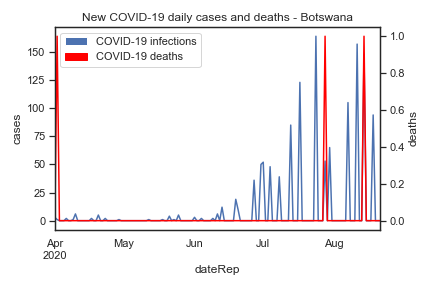 New COVID-19 daily cases and deaths - Botswana
COVID-19 infections
COVID-19 deaths
150
125
100
75
50
25
0
cases
1.0
0.8
0.6
0.4
0.2
0.0
deaths
Apr May Jun Jul Aug
2020
dateRep